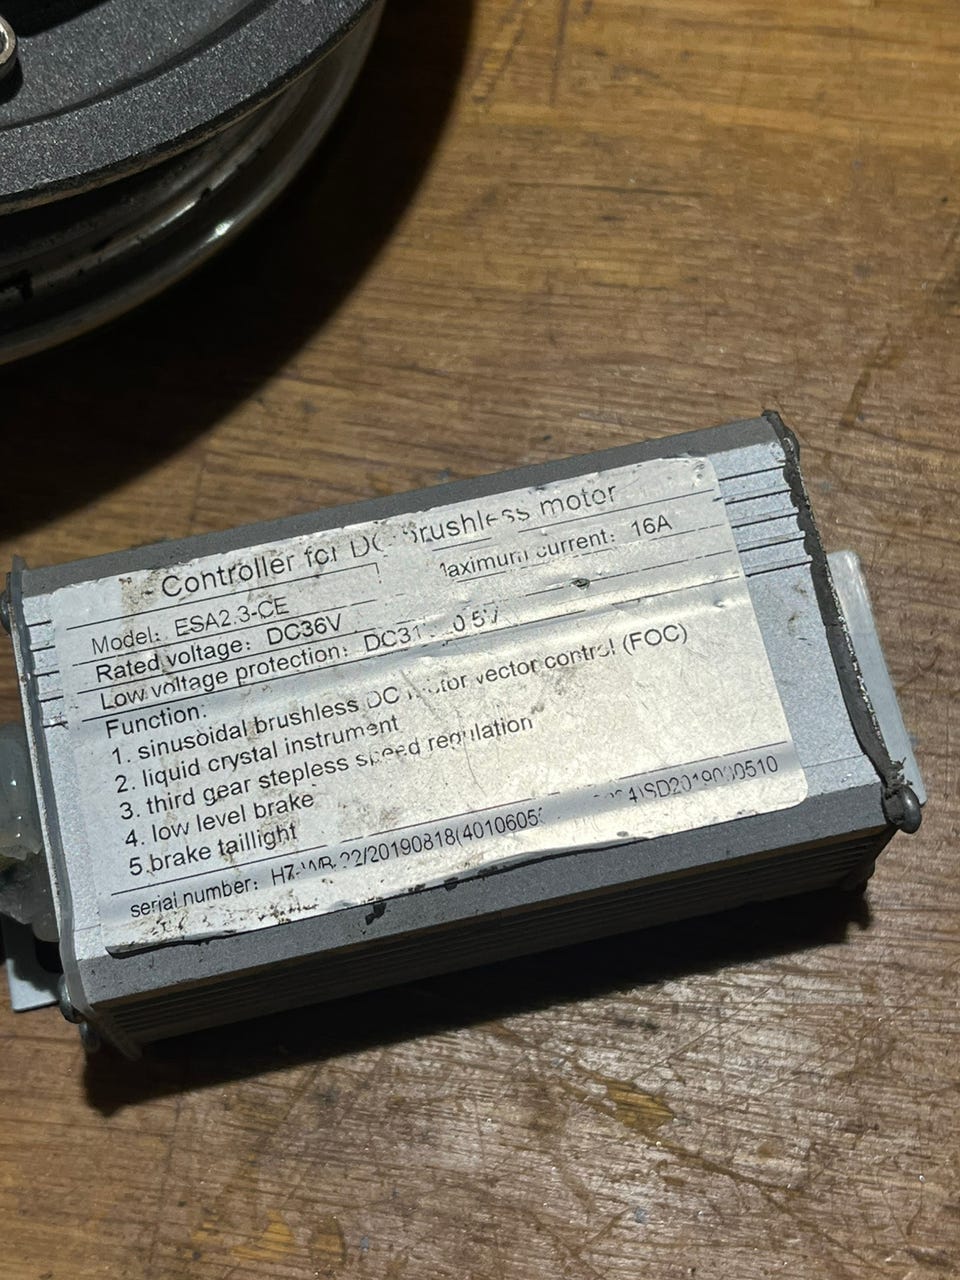 Controller for DC brushless motor
Model: ESA2.3-CE
Maximum current: 16A
Rated voltage: DC36V
Low voltage protection:
Function:
1. sinusoidal brushless DC motor vector control (FOC)
2. liquid crystal instrument
3. third gear stepless speed regulation
4. low level brake
5.brake taillight
serial number: